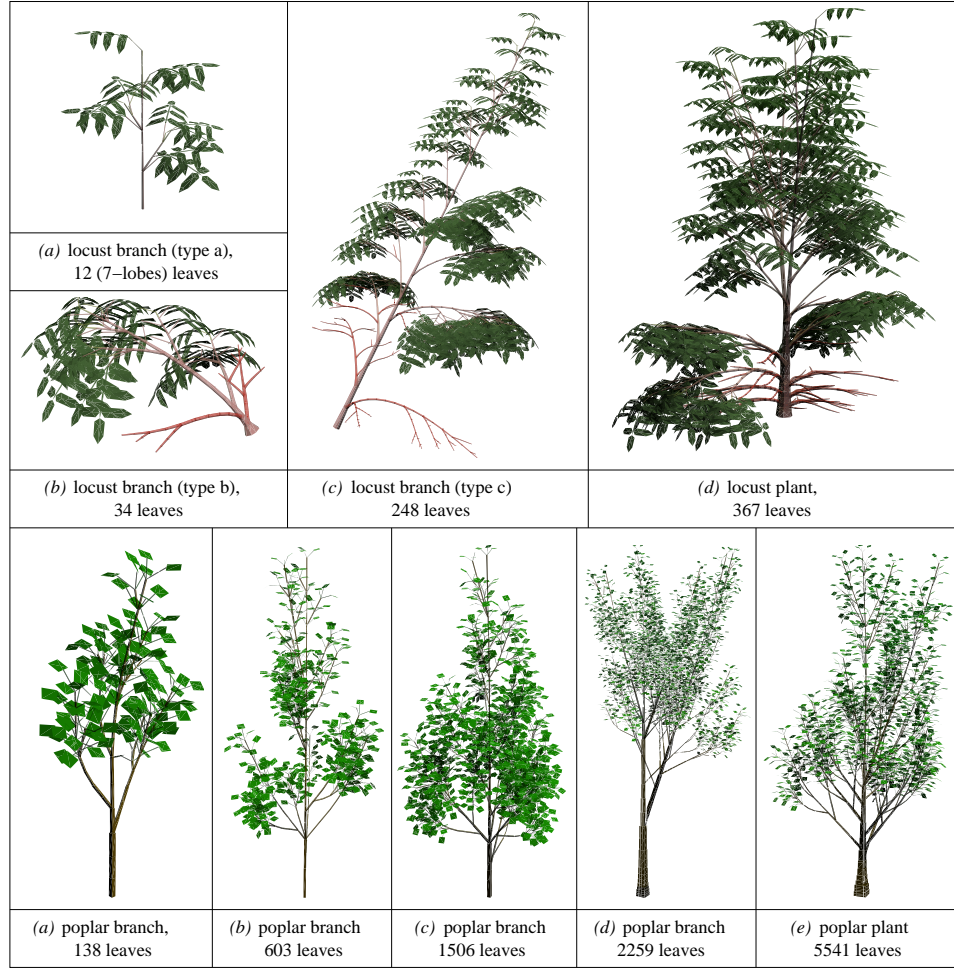 (a) locust branch (type a),
12 (7−lobes) leaves
(b) locust branch (type b),
34 leaves
(c) locust branch (type c)
248 leaves
(d) locust plant,
367 leaves
(a) poplar branch,
138 leaves
(b) poplar branch
603 leaves
(c) poplar branch
1506 leaves
(d) poplar branch
2259 leaves
(e) poplar plant
5541 leaves